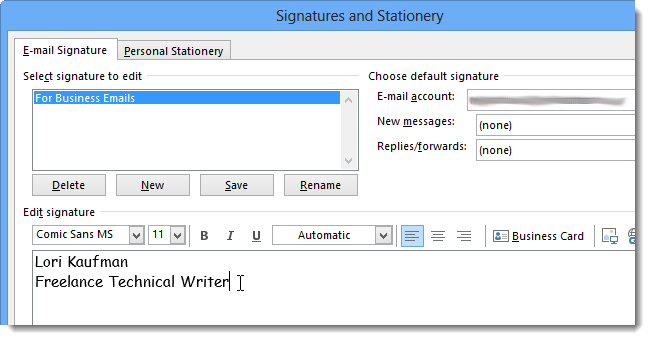 Signatures and Stationery
E-mail Signature
Personal Stationery
Select signature to edit
For Business Emails
Delete
New
Save
Rename
Choose default signature
E-mail account:
New messages:
(none)
Replies/forwards:
(none)
Edit signature
Comic Sans MS
11
B
I
U
Automatic
Business Card
Lori Kaufman
Freelance Technical Writer